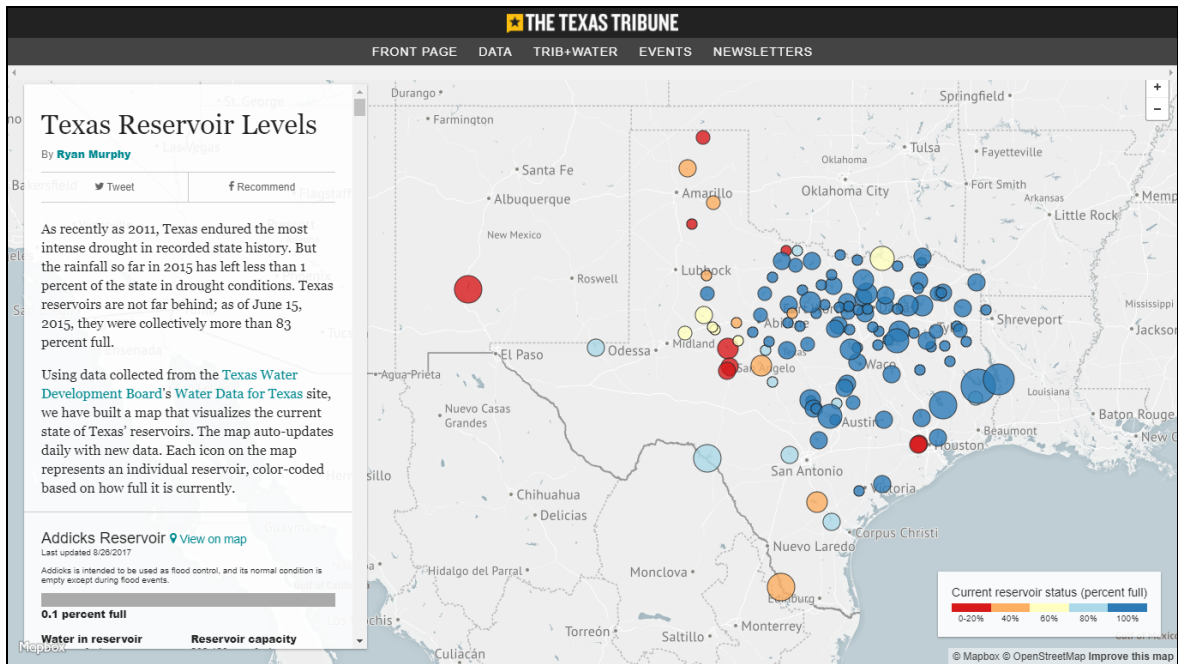 THE TEXAS TRIBUNE
FRONT PAGE DATA TRIB+WATER EVENTS NEWSLETTERS
Texas Reservoir Levels
By Ryan Murphy
Tweet
Recommend
As recently as 2011, Texas endured the most
intense drought in recorded state history. But
the rainfall so far in 2015 has left less than 1
percent of the state in drought conditions. Texas
reservoirs are not far behind; as of June 15,
2015, they were collectively more than 83
percent full.
Using data collected from the Texas Water
Development Board's Water Data for Texas site,
we have built a map that visualizes the current
state of Texas' reservoirs. The map auto-updates
daily with new data. Each icon on the map
represents an individual reservoir, color-coded
based on how full it is currently.
Addicks Reservoir View on map
Last updated 8/26/2017
Addicks is intended to be used as flood control, and its normal condition is
empty except during flood events.
0.1 percent full
Water in reservoir Reservoir capacity
Mapbox
+
−
Durango
Farmington
Springfield
Santa Fe
Albuquerque
New Mexico
Roswell
Amarillo
Lubbock
Oklahoma
Oklahoma City
Tulsa
Fayetteville
Fort Smith
Arkansas
Little Rock
Shreveport
Mississippi
Louisiana
Baton Rouge
Beaumont
Houston
El Paso
Odessa
Midland
San Angelo
Waco
Austin
San Antonio
Victoria
Corpus Christi
Nuevo Laredo
Edinburg
Agua Prieta
Nuevo Casas
Grandes
Chihuahua
Delicias
Hidalgo del Parral
Monclova
Torreón
Saltillo
Monterrey
Culiacán
Current reservoir status (percent full)
0-20% 40% 60% 80% 100%
© Mapbox © OpenStreetMap Improve this map